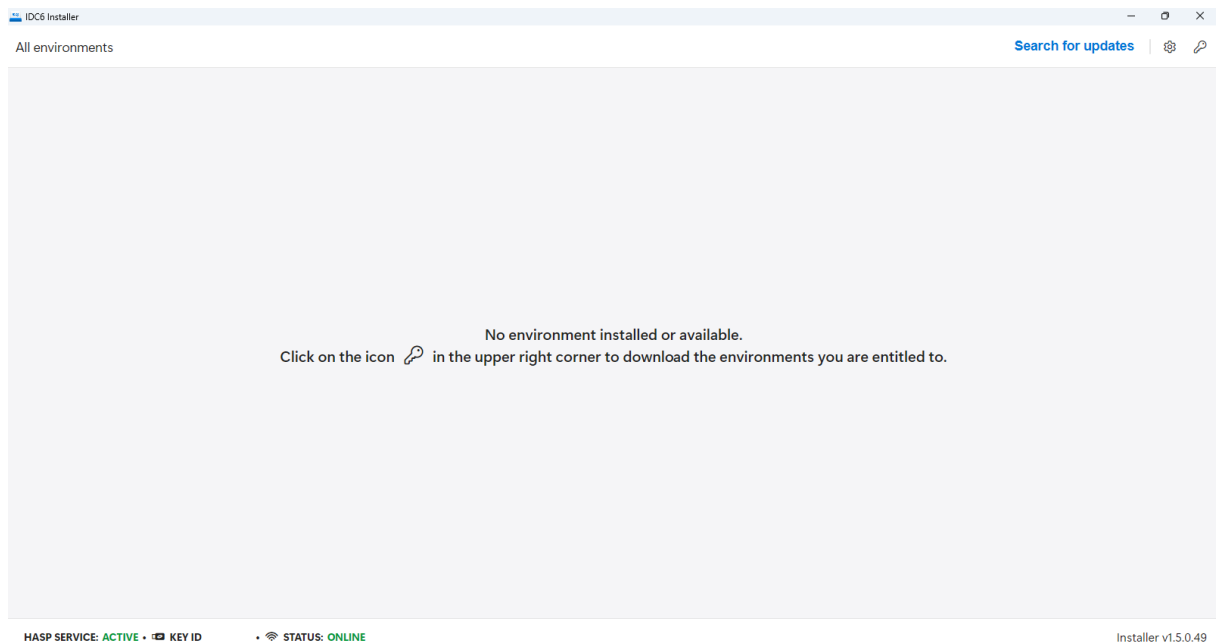 IDC6 Installer
All environments
Search for updates
No environment installed or available.
Click on the icon in the upper right corner to download the environments you are entitled to.
HASP SERVICE: ACTIVE • KEY ID • STATUS: ONLINE
Installer v1.5.0.49